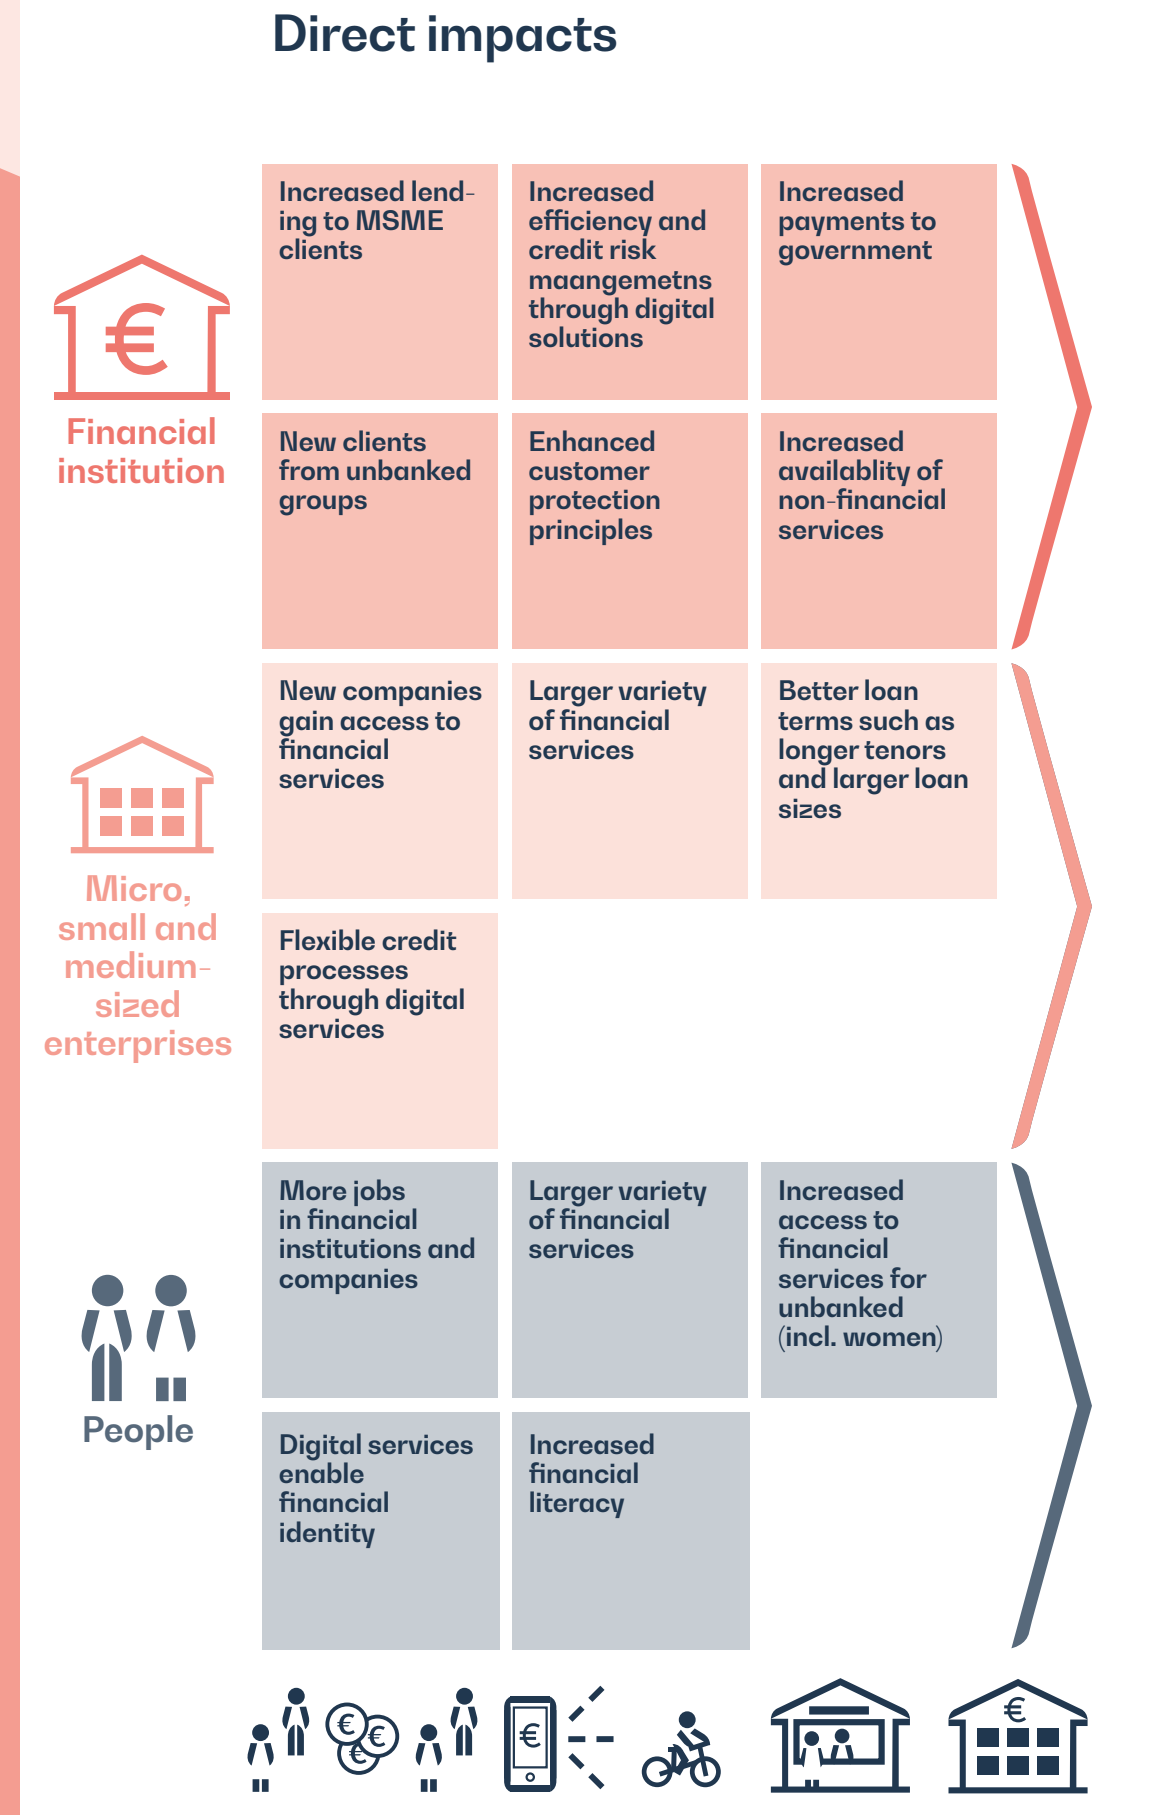 Direct impacts
Financial
institution
Increased lend-
ing to MSME
clients
Increased
efficiency and
credit risk
maangemetns
through digital
solutions
Increased
payments to
government
New clients
from unbanked
groups
Enhanced
customer
protection
principles
Increased
availablity of
non-financial
services
Micro,
small and
medium-
sized
enterprises
New companies
gain access to
financial
services
Larger variety
of financial
services
Better loan
terms such as
longer tenors
and larger loan
sizes
Flexible credit
processes
through digital
services
People
More jobs
in financial
institutions and
companies
Larger variety
of financial
services
Increased
access to
financial
services for
unbanked
(incl. women)
Digital services
enable
financial
identity
Increased
financial
literacy